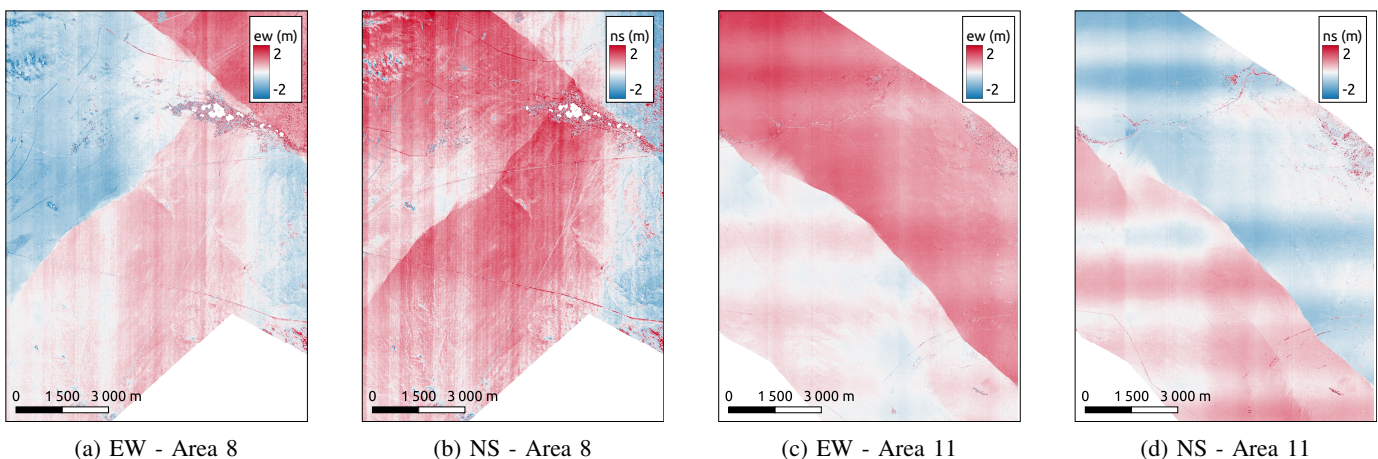 ew (m)
2
-2
0 1 500 3 000 m
(a) EW - Area 8
ns (m)
2
-2
0 1 500 3 000 m
(b) NS - Area 8
ew (m)
2
-2
0 1 500 3 000 m
(c) EW - Area 11
ns (m)
2
-2
0 1 500 3 000 m
(d) NS - Area 11